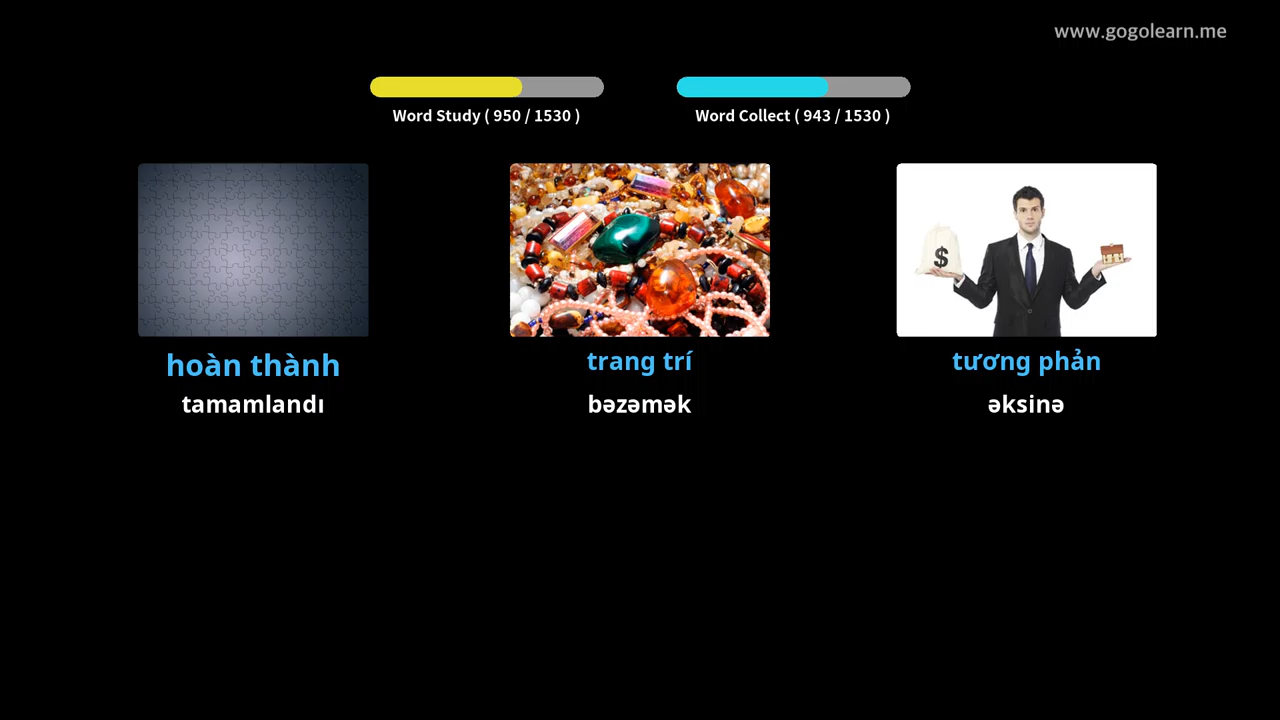 www.gogolearn.me
Word Study ( 950 / 1530 )
Word Collect ( 943 / 1530 )
$
hoàn thành
trang trí
tương phản
tamamlandı
bəzəmək
əksinə